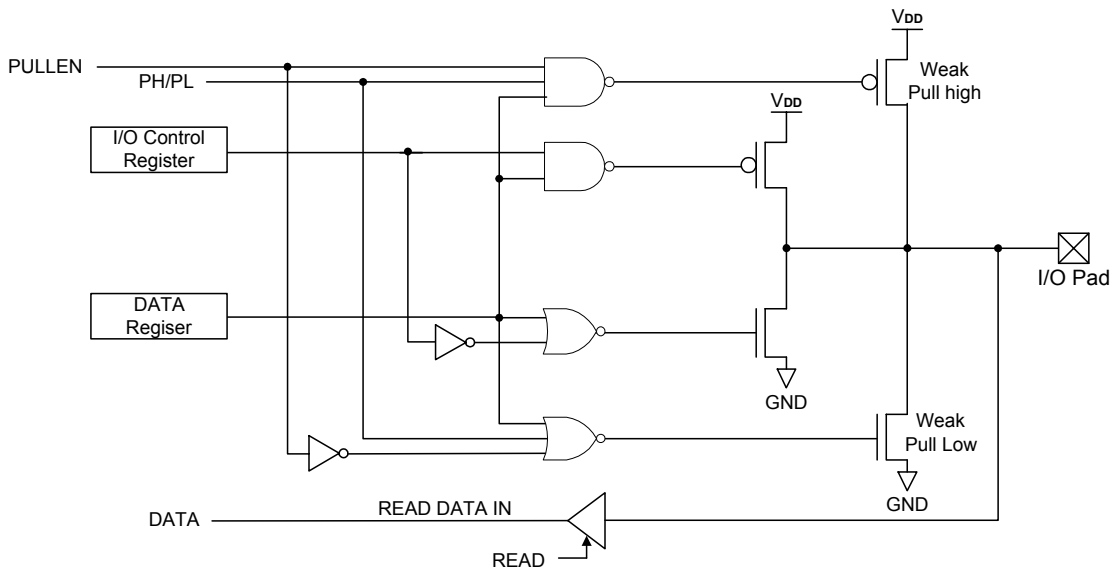 VDD
PULLEN
PH/PL
Weak
Pull high
VDD
I/O Control
Register
I/O Pad
DATA
Regiser
GND
Weak
Pull Low
GND
DATA
READ DATA IN
READ